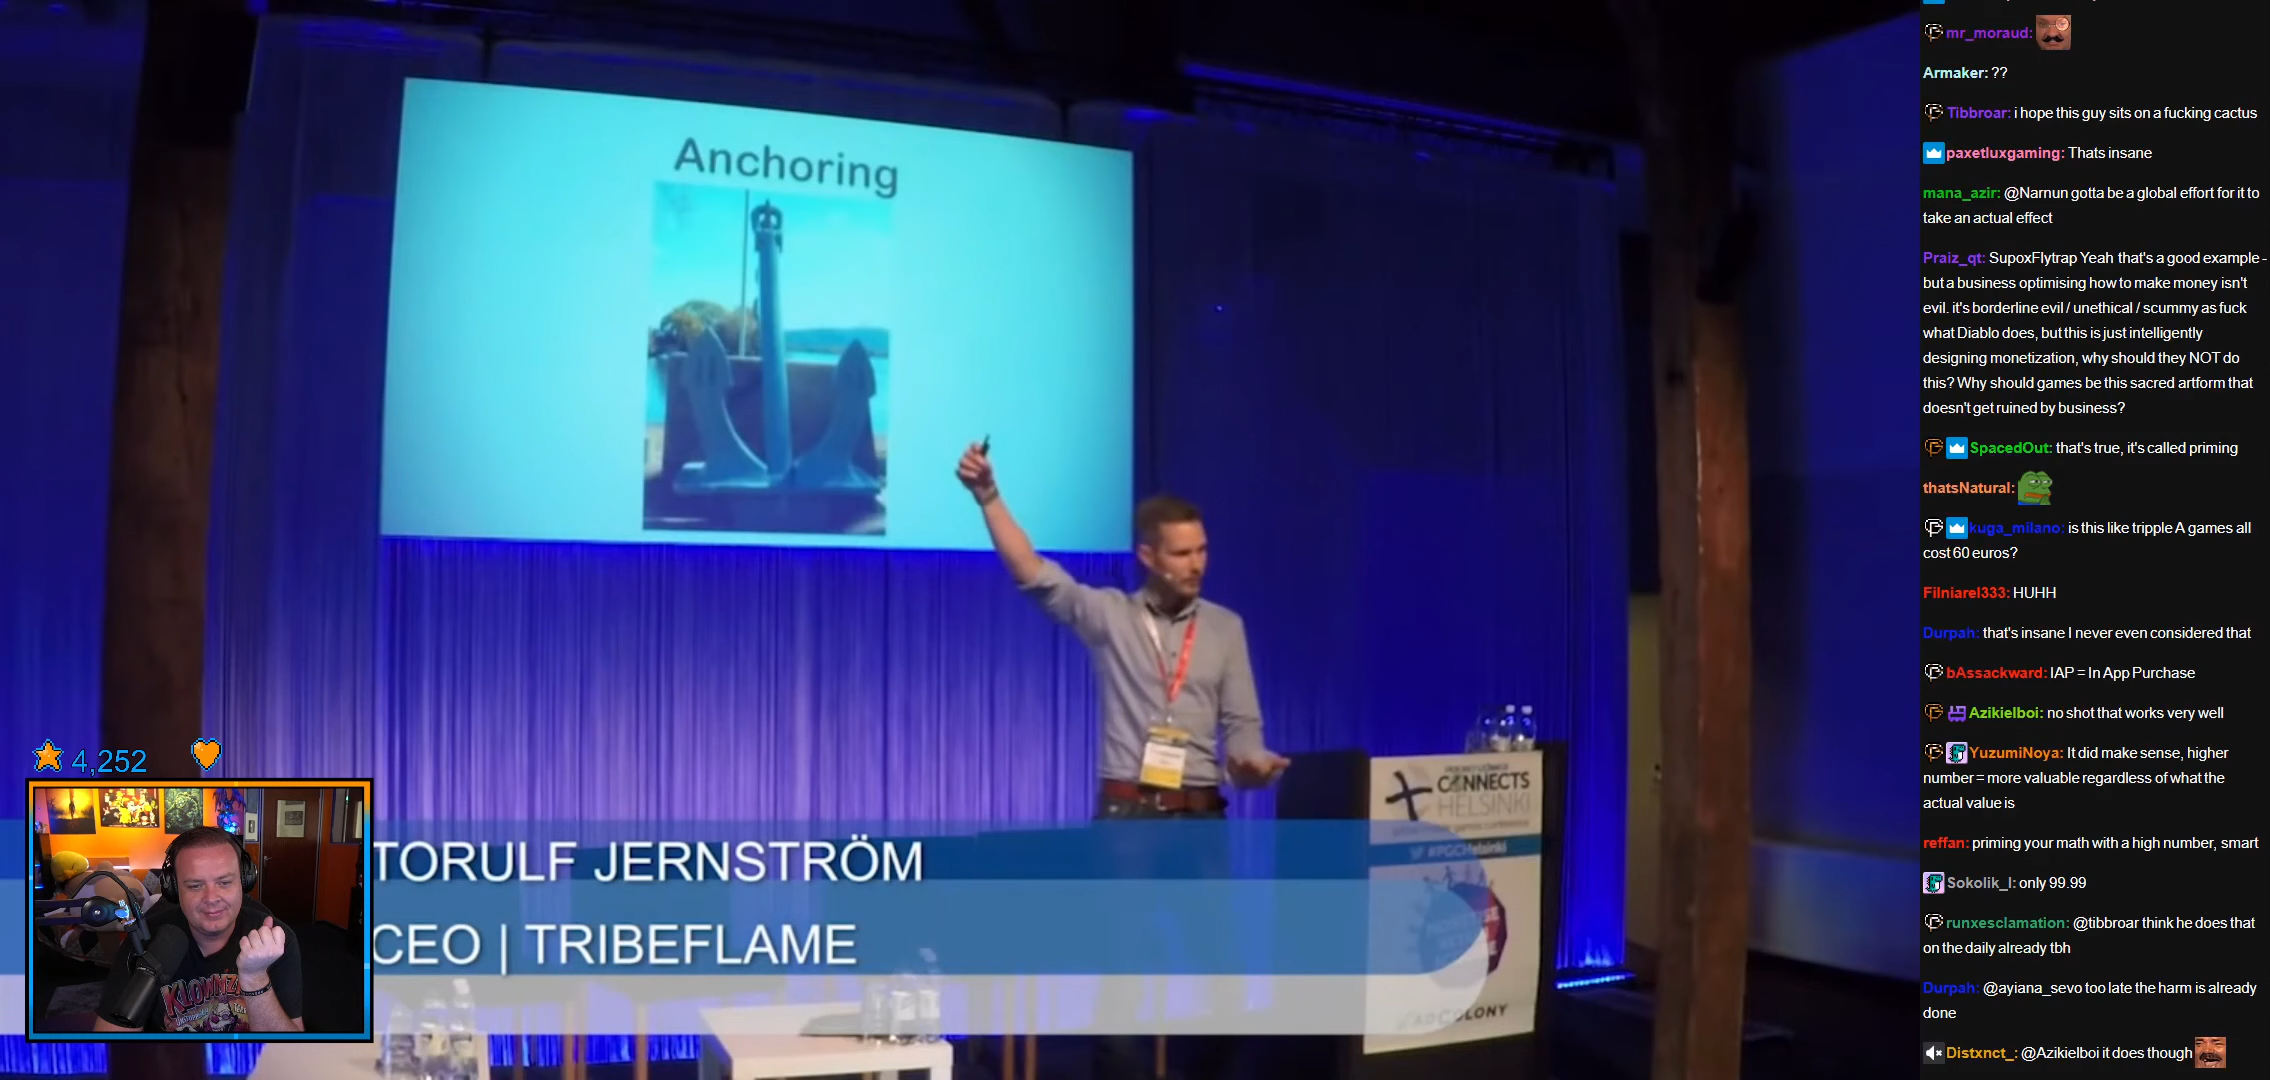 Anchoring
CONNECTS
HELSINKI
#PGCHelsinki
ADCOLONY
4,252
TORULF JERNSTRÖM
CEO | TRIBEFLAME
KLOWNZ
mr_moraud:
Armaker: ??
Tibbroar: i hope this guy sits on a fucking cactus
paxetluxgaming: Thats insane
mana_azir: @Narnun gotta be a global effort for it to
take an actual effect
Praiz_qt: SupoxFlytrap Yeah that's a good example -
but a business optimising how to make money isn't
evil. it's borderline evil / unethical / scummy as fuck
what Diablo does, but this is just intelligently
designing monetization, why should they NOT do
this? Why should games be this sacred artform that
doesn't get ruined by business?
SpacedOut: that's true, it's called priming
thatsNatural:
kuga_milano: is this like tripple A games all
cost 60 euros?
Filniarel333: HUHH
Durpah: that's insane I never even considered that
bAssackward: IAP = In App Purchase
Azikielboi: no shot that works very well
YuzumiNoya: It did make sense, higher
number = more valuable regardless of what the
actual value is
reffan: priming your math with a high number, smart
Sokolik_I: only 99.99
runxesclamation: @tibbroar think he does that
on the daily already tbh
Durpah: @ayiana_sevo too late the harm is already
done
Distxnct_: @Azikielboi it does though